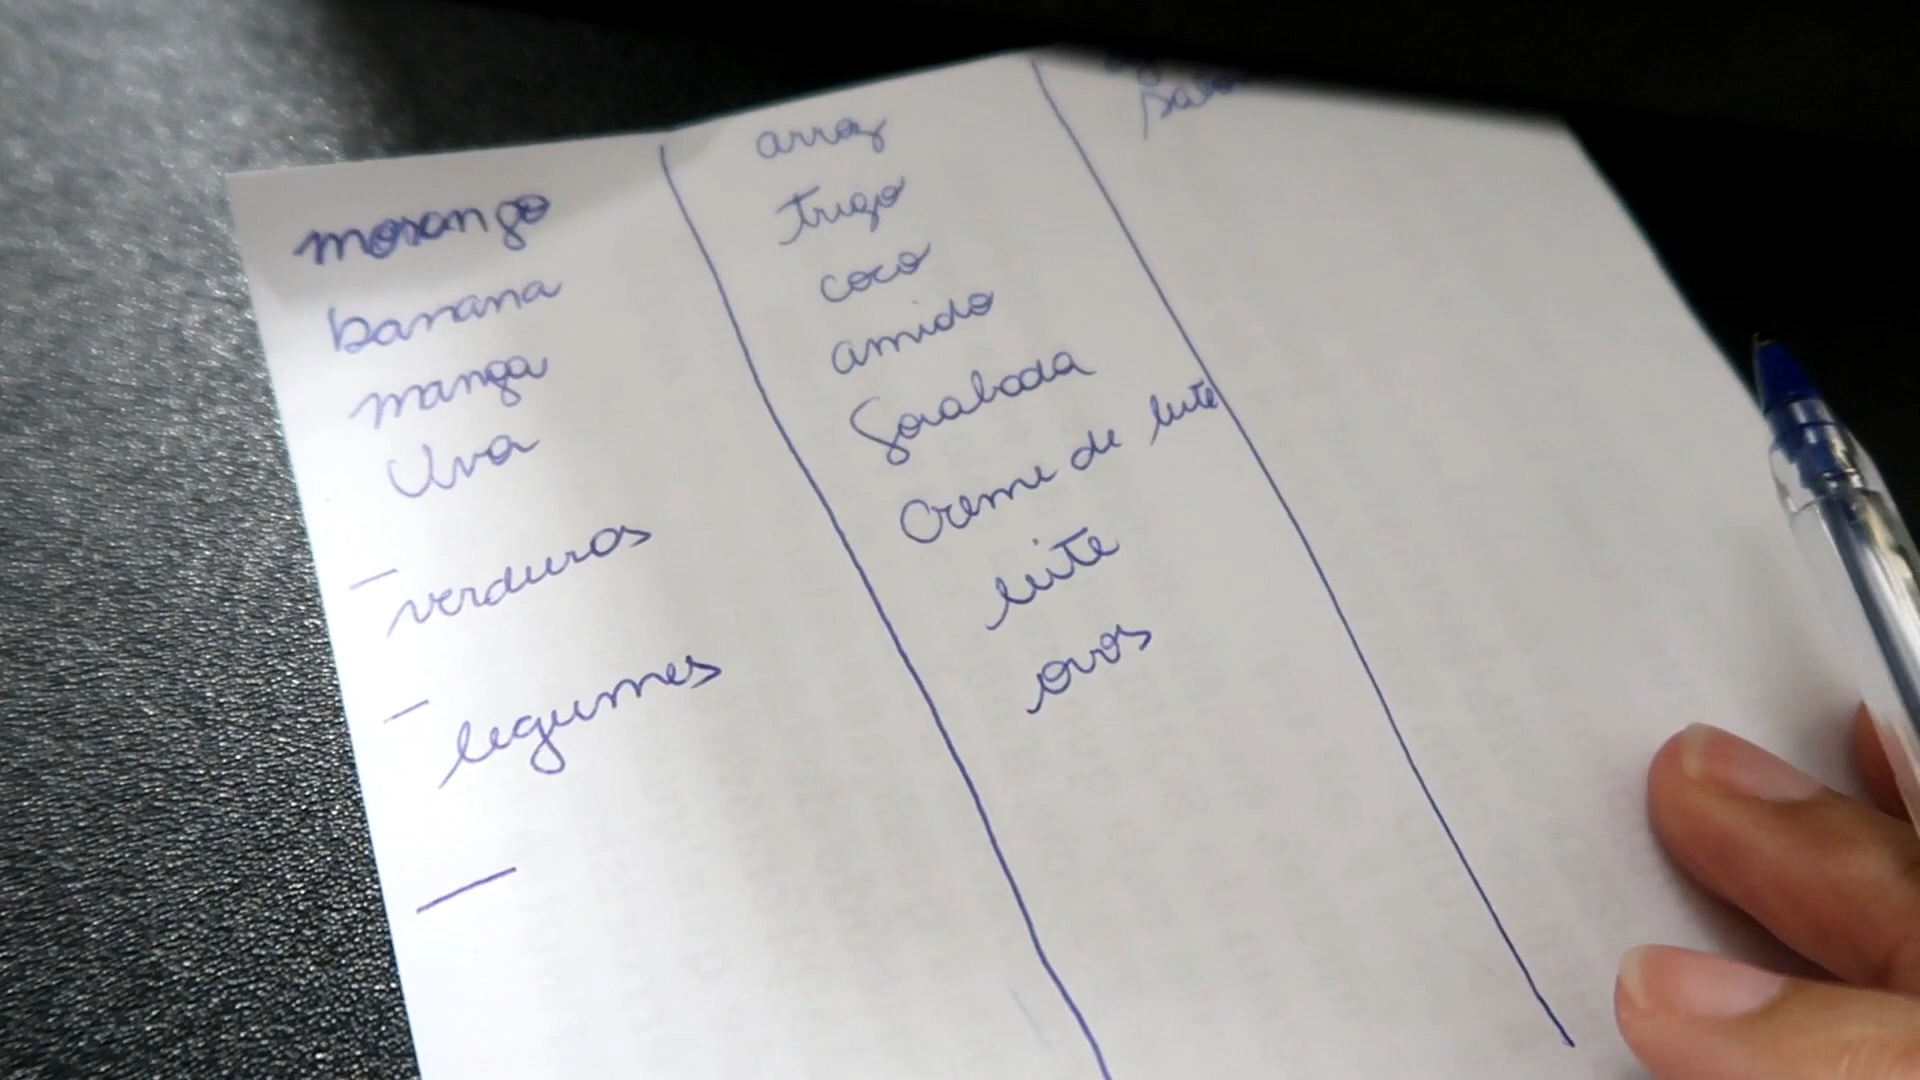 morango
banana
manga
Uva
verduras
legumes
arroz
trigo
coco
amido
Goiabada
Creme de leite
leite
ovos